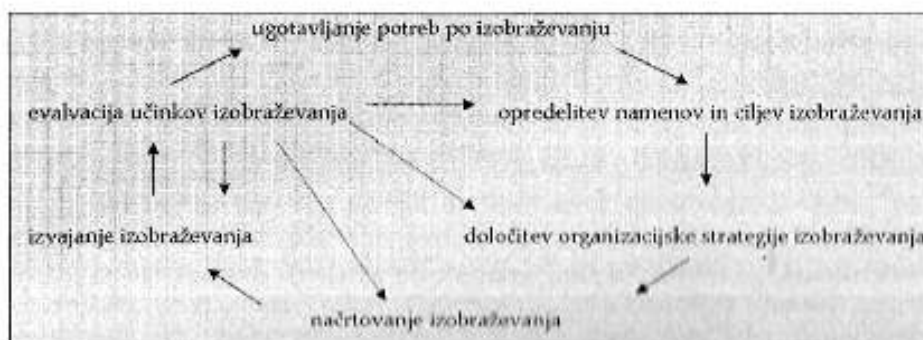 ugotavljanje potreb po izobraževanju
evalvacija učinkov izobraževanja
opredelitev namenov in ciljev izobraževanja
izvajanje izobraževanja
določitev organizacijske strategije izobraževanja
načrtovanje izobraževanja